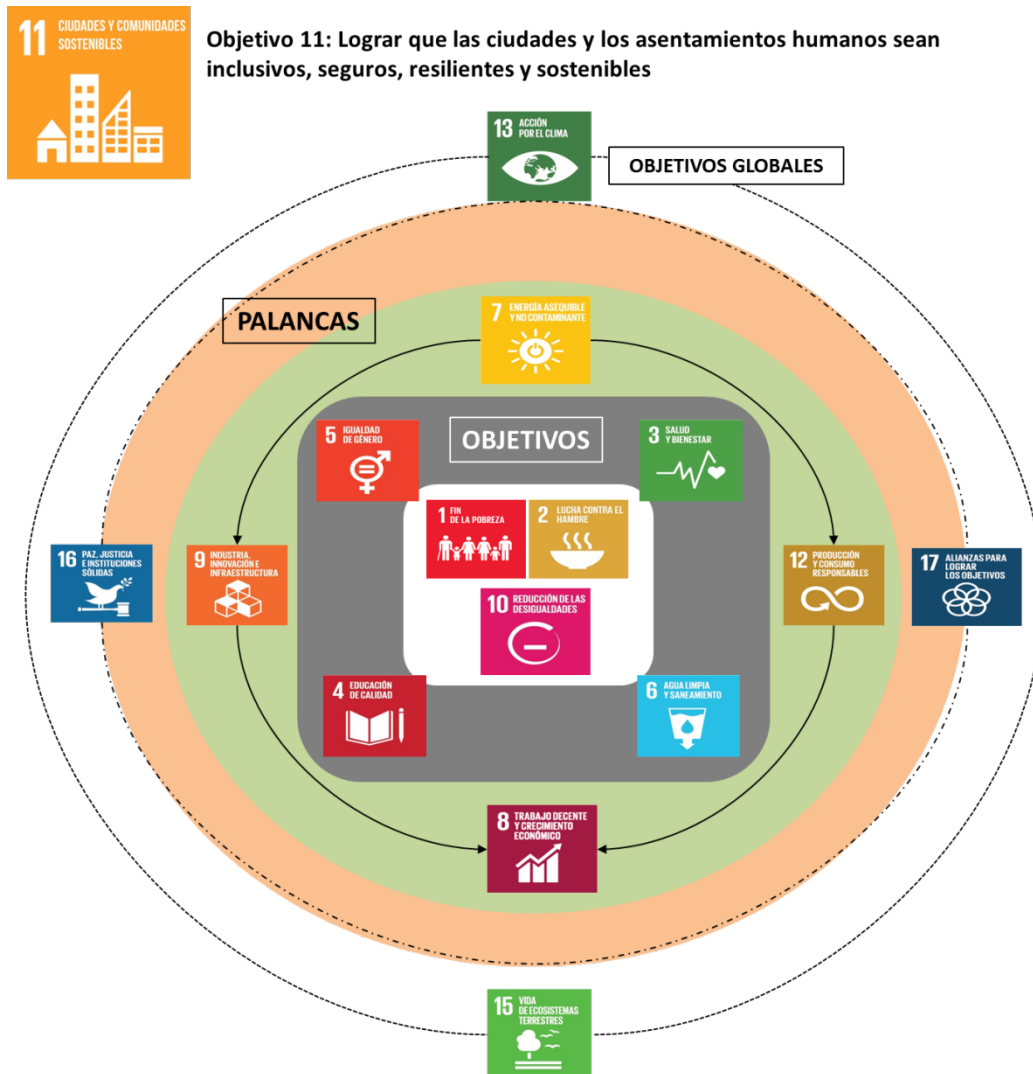 11 CIUDADES Y COMUNIDADES
SOSTENIBLES
Objetivo 11: Lograr que las ciudades y los asentamientos humanos sean
inclusivos, seguros, resilientes y sostenibles
13 ACCIÓN
POR EL CLIMA
OBJETIVOS GLOBALES
PALANCAS
7 ENERGÍA ASEQUIBLE
Y NO CONTAMINANTE
5 IGUALDAD
DE GÉNERO
OBJETIVOS
3 SALUD
Y BIENESTAR
1 FIN
DE LA POBREZA
2 LUCHA CONTRA EL
HAMBRE
16 PAZ, JUSTICIA
E INSTITUCIONES
SÓLIDAS
9 INDUSTRIA,
INNOVACIÓN E
INFRAESTRUCTURA
12 PRODUCCIÓN
Y CONSUMO
RESPONSABLES
17 ALIANZAS PARA
LOGRAR
LOS OBJETIVOS
10 REDUCCIÓN DE LAS
DESIGUALDADES
4 EDUCACIÓN
DE CALIDAD
6 AGUA LIMPIA
Y SANEAMIENTO
8 TRABAJO DECENTE
Y CRECIMIENTO
ECONÓMICO
15 VIDA
DE ECOSISTEMAS
TERRESTRES